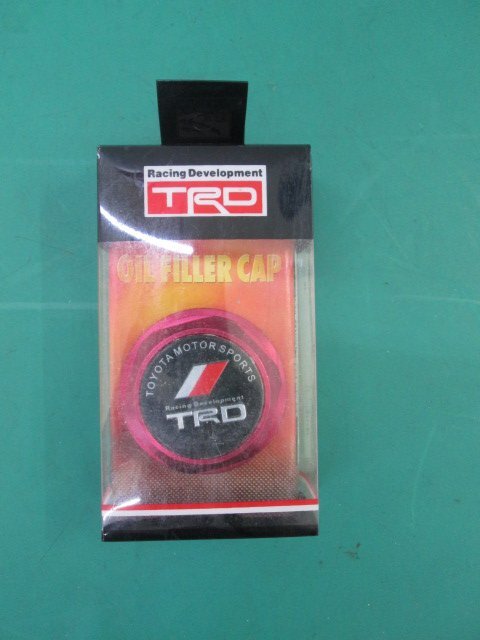 Racing Development
TRD
OIL FILLER CAP
TOYOTA MOTOR SPORTS
Racing Development
TRD